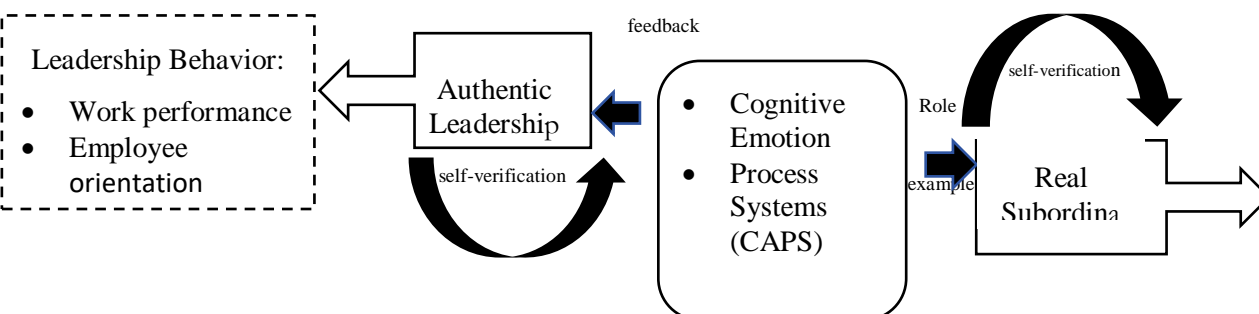 feedback
Leadership Behavior:
• Work performance
• Employee
orientation
Authentic
Leadership
self-verification
• Cognitive
Emotion
• Process
Systems
(CAPS)
Role
example
self-verification
Real
Subordina